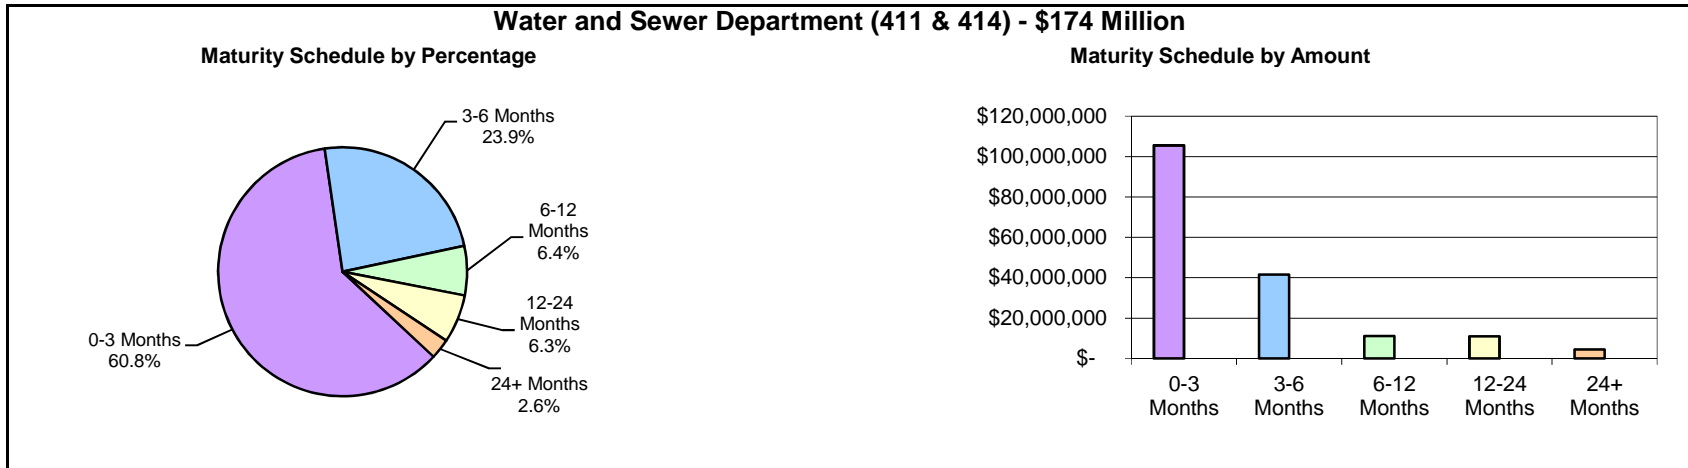 Water and Sewer Department (411 & 414) - $174 Million
Maturity Schedule by Percentage
3-6 Months
23.9%
6-12
Months
6.4%
12-24
Months
6.3%
24+ Months
2.6%
0-3 Months
60.8%
Maturity Schedule by Amount
$120,000,000
$100,000,000
$80,000,000
$60,000,000
$40,000,000
$20,000,000
$-
0-3
Months
3-6
Months
6-12
Months
12-24
Months
24+
Months